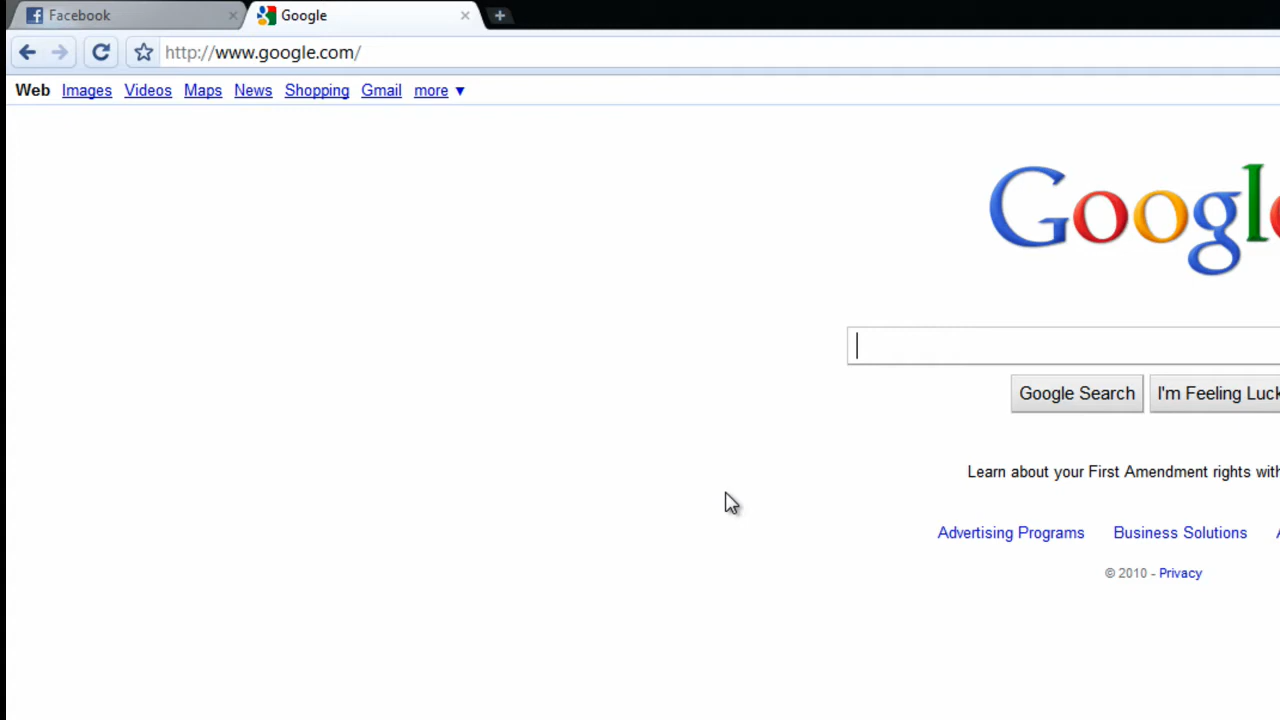 Facebook Google
http://www.google.com/
Web Images Videos Maps News Shopping Gmail more ▼
Google
Google Search I'm Feeling Luck
Learn about your First Amendment rights with
Advertising Programs Business Solutions
© 2010 - Privacy